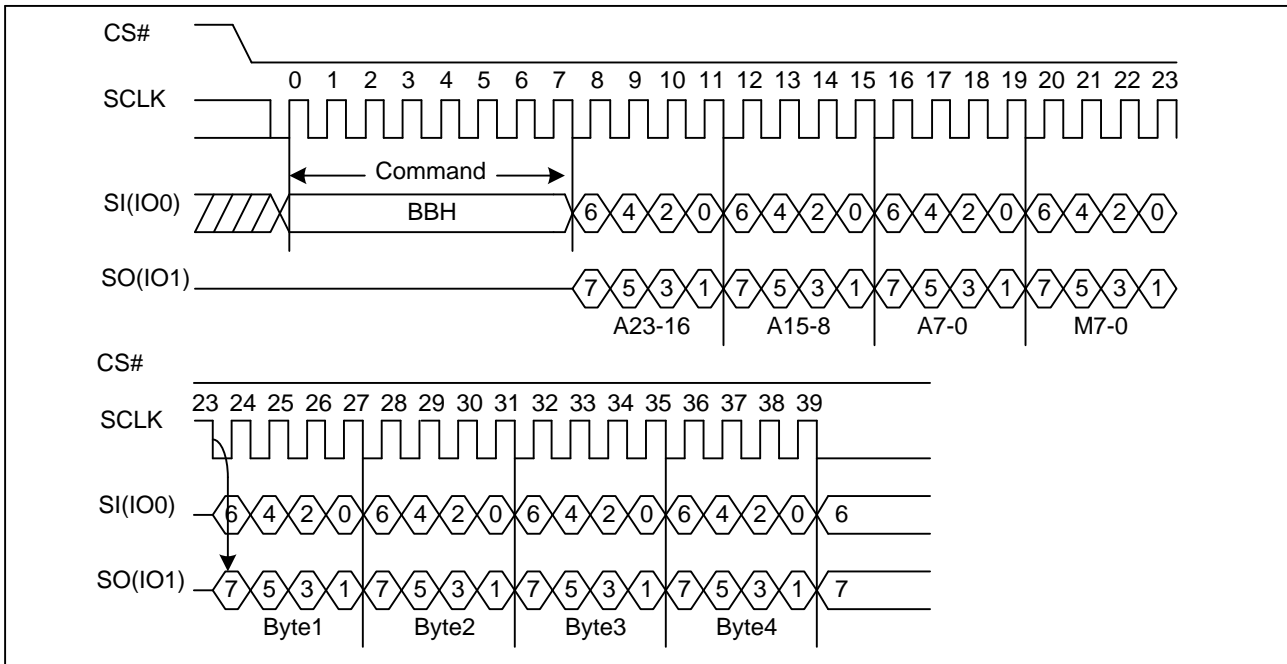 CS#
0 1 2 3 4 5 6 7 8 9 10 11 12 13 14 15 16 17 18 19 20 21 22 23
SCLK
Command
SI(IO0) BBH 6 4 2 0 6 4 2 0 6 4 2 0 6 4 2 0
SO(IO1) 7 5 3 1 7 5 3 1 7 5 3 1 7 5 3 1
A23-16 A15-8 A7-0 M7-0
CS#
23 24 25 26 27 28 29 30 31 32 33 34 35 36 37 38 39
SCLK
SI(IO0) 6 4 2 0 6 4 2 0 6 4 2 0 6 4 2 0 6
SO(IO1) 7 5 3 1 7 5 3 1 7 5 3 1 7 5 3 1 7
Byte1 Byte2 Byte3 Byte4